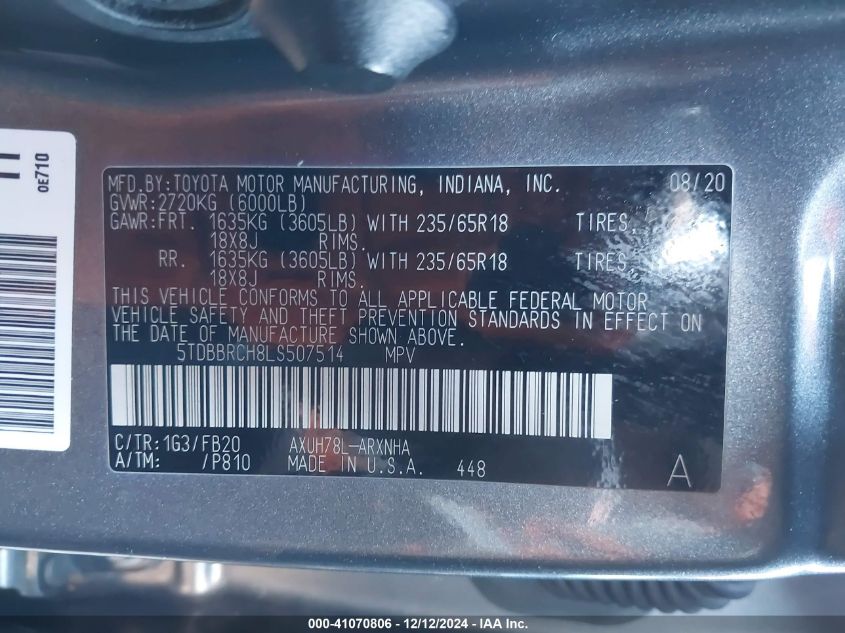 MFD.BY:TOYOTA MOTOR MANUFACTURING, INDIANA, INC. 08/20
GVWR:2720KG (6000LB)
GAWR:FRT. 1635KG (3605LB) WITH 235/65R18 TIRES,
18X8J RIMS.
RR. 1635KG (3605LB) WITH 235/65R18 TIRES,
18X8J RIMS.
THIS VEHICLE CONFORMS TO ALL APPLICABLE FEDERAL MOTOR
VEHICLE SAFETY AND THEFT PREVENTION STANDARDS IN EFFECT ON
THE DATE OF MANUFACTURE SHOWN ABOVE.
5TDBBRCH8LS507514 MPV
C/TR:1G3/FB20 AXUH78L-ARXNHA
A/TM: /P810 MADE IN U.S.A. 448 A
0E710
000-41070806 - 12/12/2024 - IAA Inc.